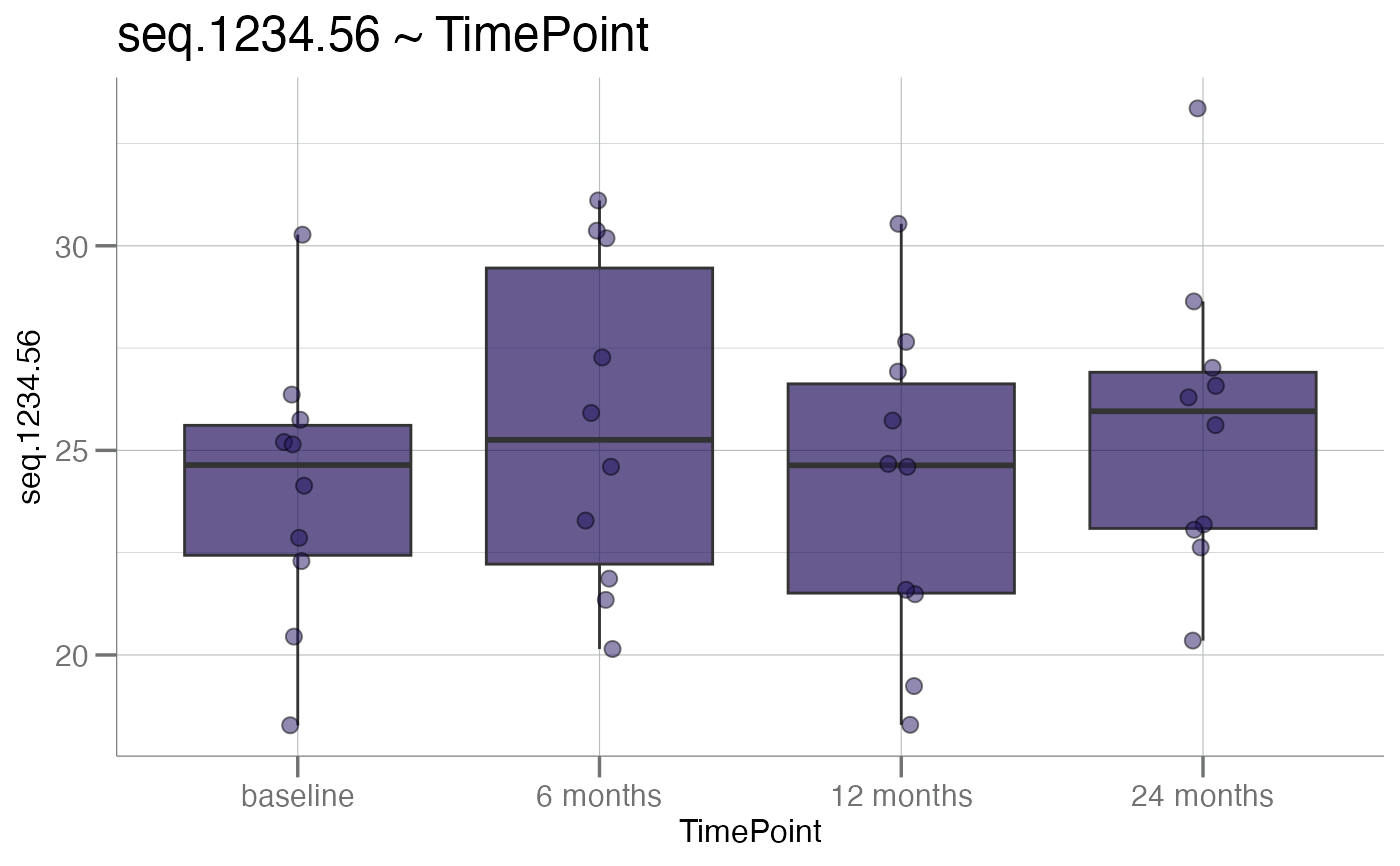 seq.1234.56 ~ TimePoint
seq.1234.56
30
25
20
baseline 6 months 12 months 24 months
TimePoint